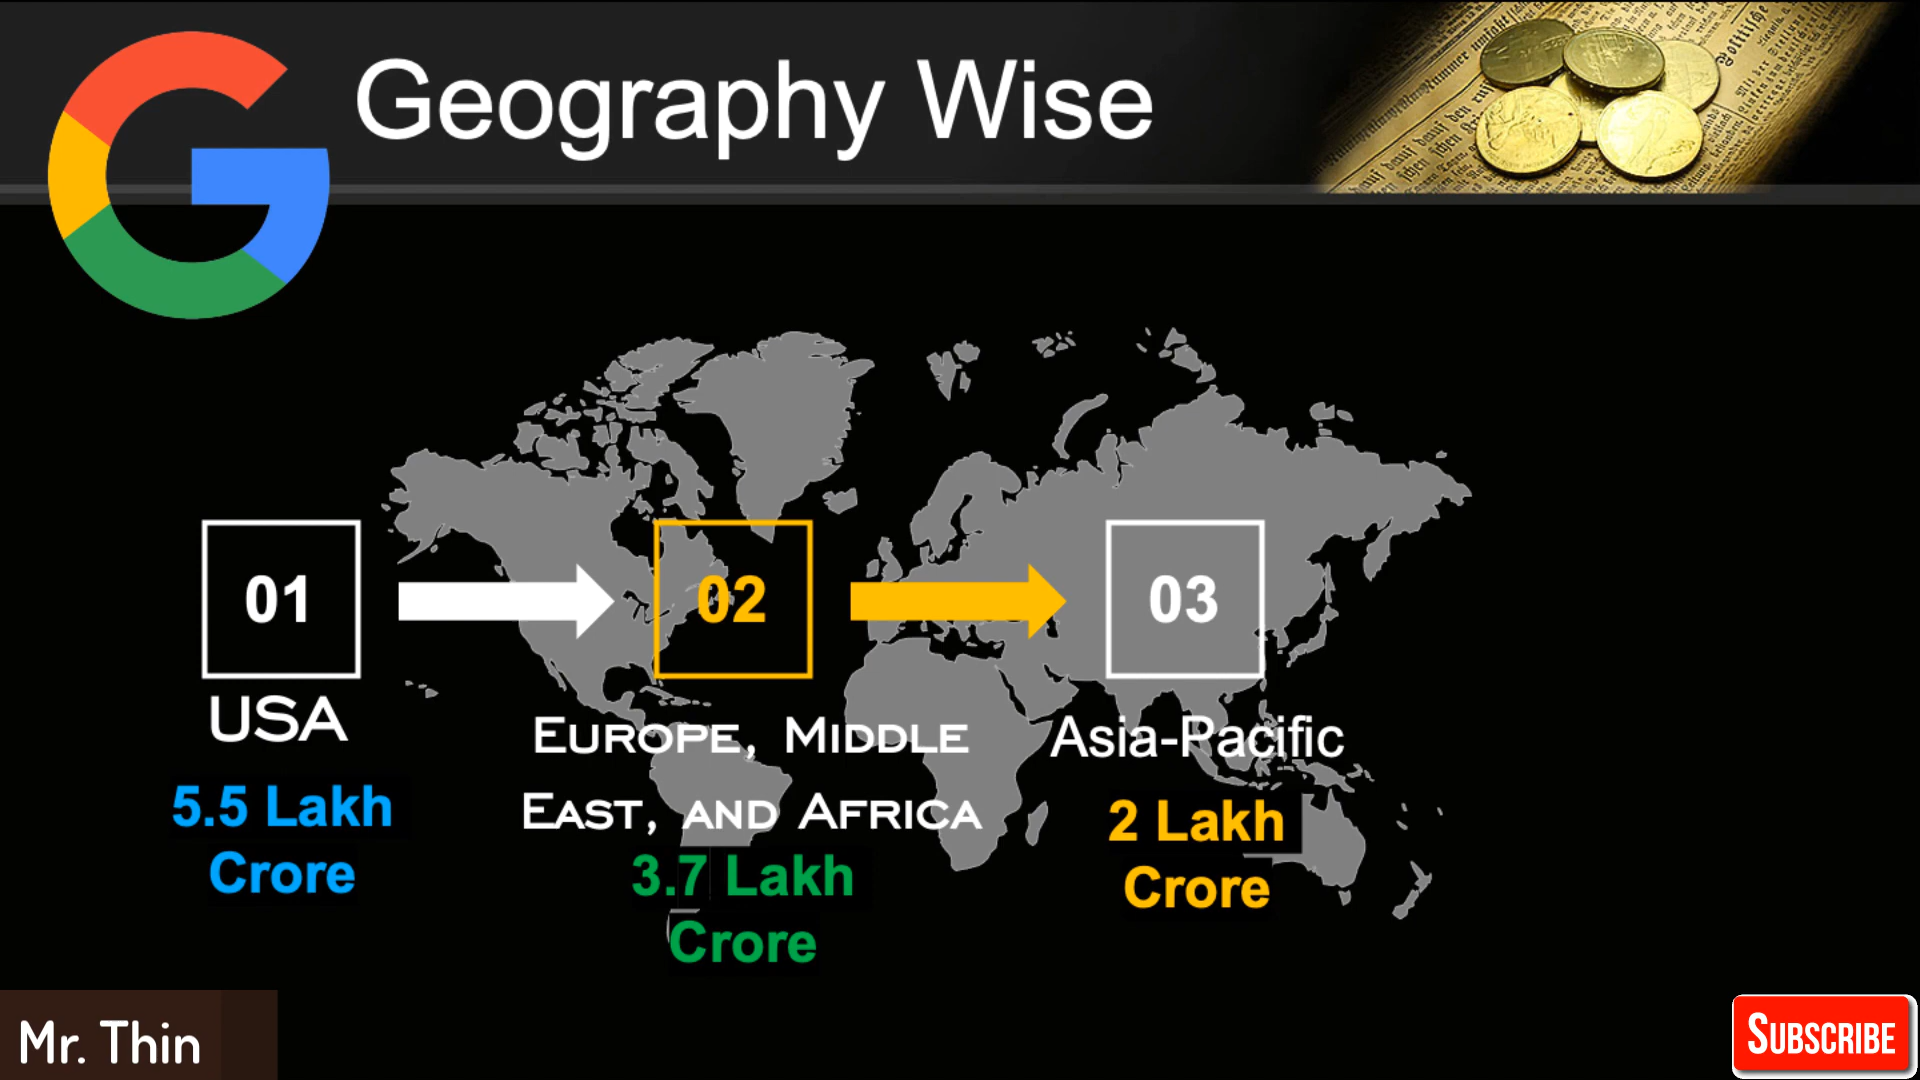 Geography Wise
01
02
03
USA
EUROPE, MIDDLE
EAST, AND AFRICA
Asia-Pacific
5.5 Lakh
Crore
3.7 Lakh
Crore
2 Lakh
Crore
Mr. Thin
SUBSCRIBE